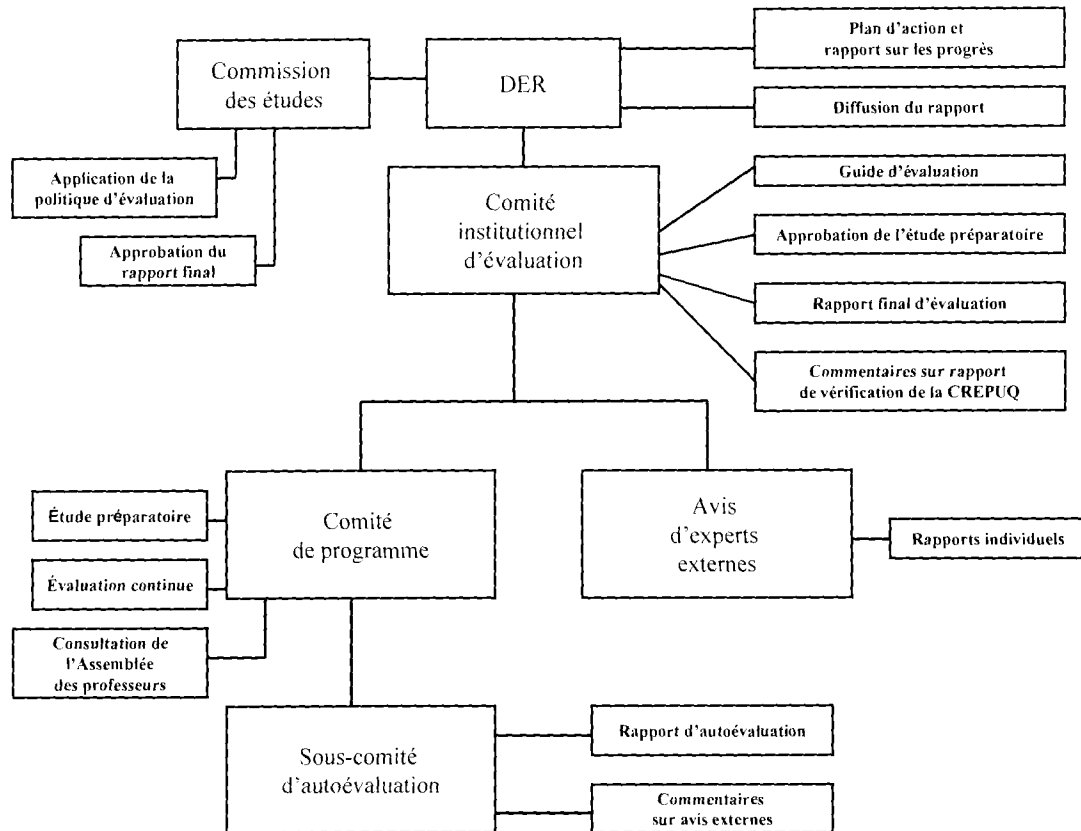 Plan d'action et
rapport sur les progrès
Commission
des études
DER
Diffusion du rapport
Application de la
politique d'évaluation
Approbation du
rapport final
Comité
institutionnel
d'évaluation
Guide d'évaluation
Approbation de l'étude préparatoire
Rapport final d'évaluation
Commentaires sur rapport
de vérification de la CREPUQ
Étude préparatoire
Évaluation continue
Consultation de
l'Assemblée
des professeurs
Comité
de programme
Avis
d'experts
externes
Rapports individuels
Sous-comité
d'autoévaluation
Rapport d'autoévaluation
Commentaires
sur avis externes